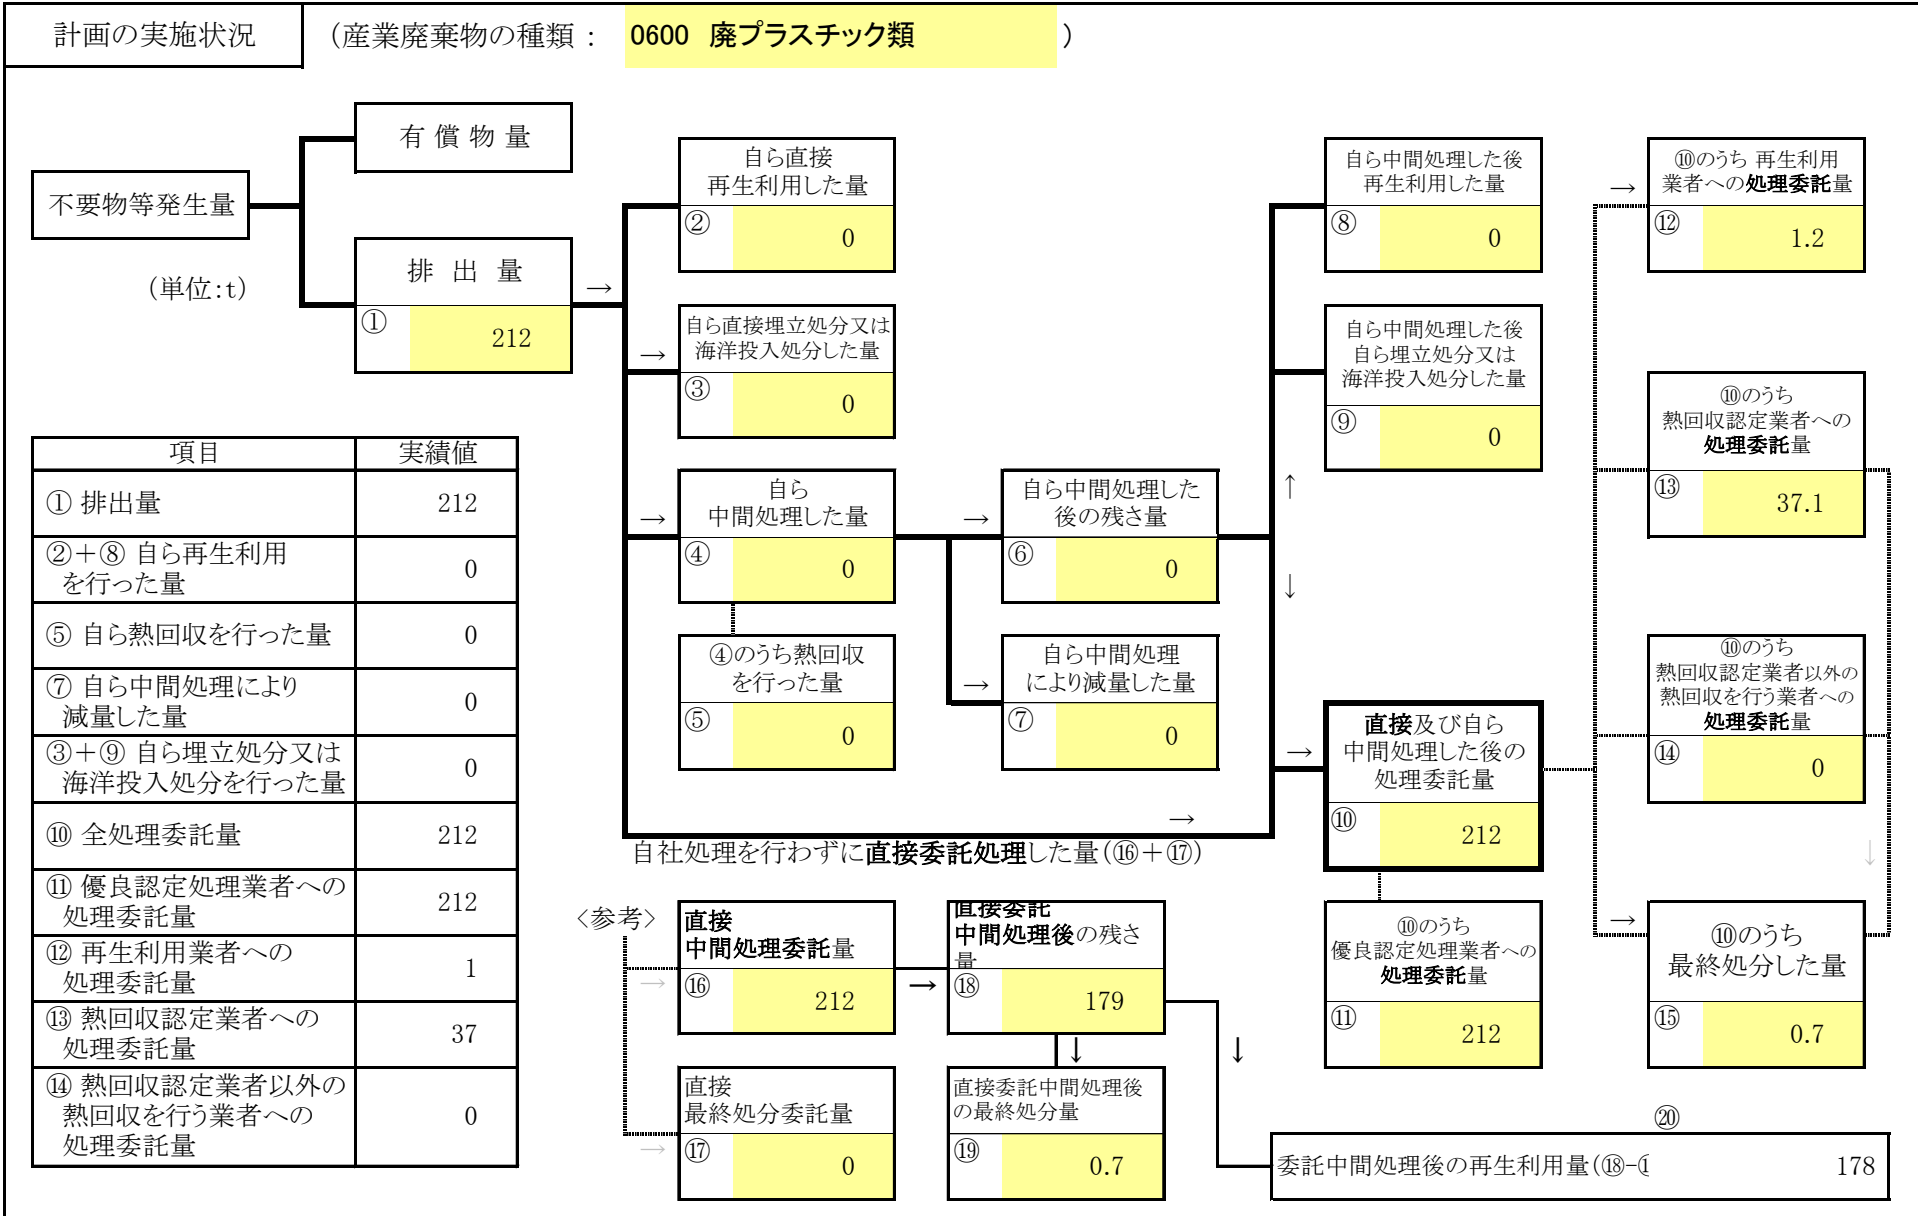 計画の実施状況
(産業廃棄物の種類 : 0600 廃プラスチック類 )
不要物等発生量
(単位:t)
有 償 物 量
排 出 量
→
① 212
自ら直接
再生利用した量
② 0
→
自ら直接埋立処分又は
海洋投入処分した量
③ 0
→
自ら
中間処理した量
④ 0
④のうち熱回収
を行った量
⑤ 0
→
自ら中間処理した
後の残さ量
⑥ 0
→
自ら中間処理
により減量した量
⑦ 0
↑
↓
自ら中間処理した後
再生利用した量
⑧ 0
自ら中間処理した後
自ら埋立処分又は
海洋投入処分した量
⑨ 0
→
直接及び自ら
中間処理した後の
処理委託量
⑩ 212
⑩のうち
優良認定処理業者への
処理委託量
⑪ 212
→
⑩のうち 再生利用
業者への処理委託量
⑫ 1.2
⑩のうち
熱回収認定業者への
処理委託量
⑬ 37.1
⑩のうち
熱回収認定業者以外の
熱回収を行う業者への
処理委託量
⑭ 0
↓
→
⑩のうち
最終処分した量
⑮ 0.7
→
自社処理を行わずに直接委託処理した量(⑯+⑰)
〈参考〉
→
直接
中間処理委託量
⑯ 212
→
直接
最終処分委託量
⑰ 0
→
直接委託
中間処理後の残さ
量
⑱ 179
↓
直接委託中間処理後
の最終処分量
⑲ 0.7
↓
⑳
委託中間処理後の再生利用量(⑱-
178
項目 実績値
① 排出量 212
②+⑧ 自ら再生利用
を行った量 0
⑤ 自ら熱回収を行った量 0
⑦ 自ら中間処理により
減量した量 0
③+⑨ 自ら埋立処分又は
海洋投入処分を行った量 0
⑩ 全処理委託量 212
⑪ 優良認定処理業者への
処理委託量 212
⑫ 再生利用業者への
処理委託量 1
⑬ 熱回収認定業者への
処理委託量 37
⑭ 熱回収認定業者以外の
熱回収を行う業者への
処理委託量 0